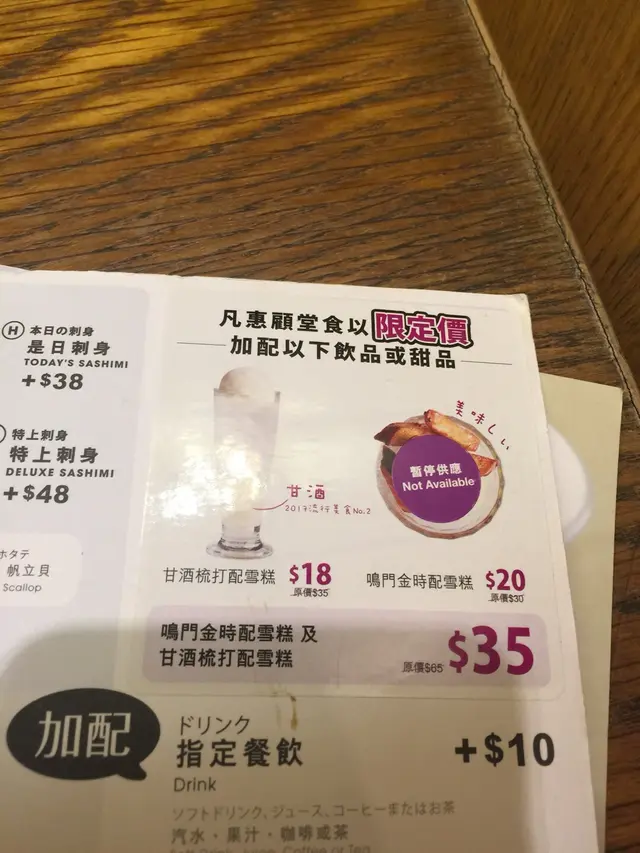 H 本日の刺身
是日刺身
TODAY'S SASHIMI
+$38
特上刺身
特上刺身
DELUXE SASHIMI
+$48
ホタテ
帆立貝
Scallop
凡惠顧堂食以限定價
加配以下飲品或甜品
甘酒
2017流行美食No.2
美味しい
暫停供應
Not Available
甘酒梳打配雪糕 $18
原價$35
鳴門金時配雪糕 $20
原價$30
鳴門金時配雪糕 及
甘酒梳打配雪糕
原價$65 $35
加配
ドリンク
指定餐飲
Drink
+$10
ソフトドリンク、ジュース、コーヒーまたはお茶
汽水・果汁・咖啡或茶